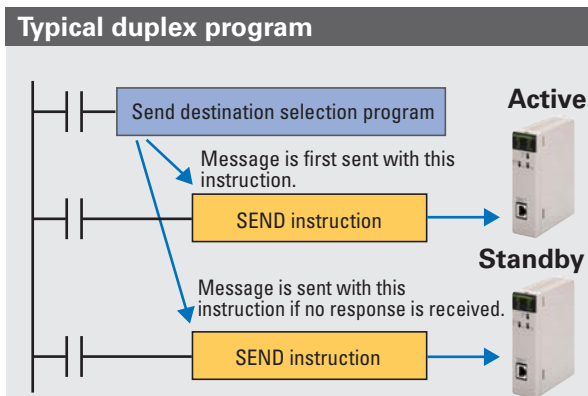 Typical duplex program
Send destination selection program
Active
Message is first sent with this
instruction.
SEND instruction
Standby
Message is sent with this
instruction if no response is received.
SEND instruction